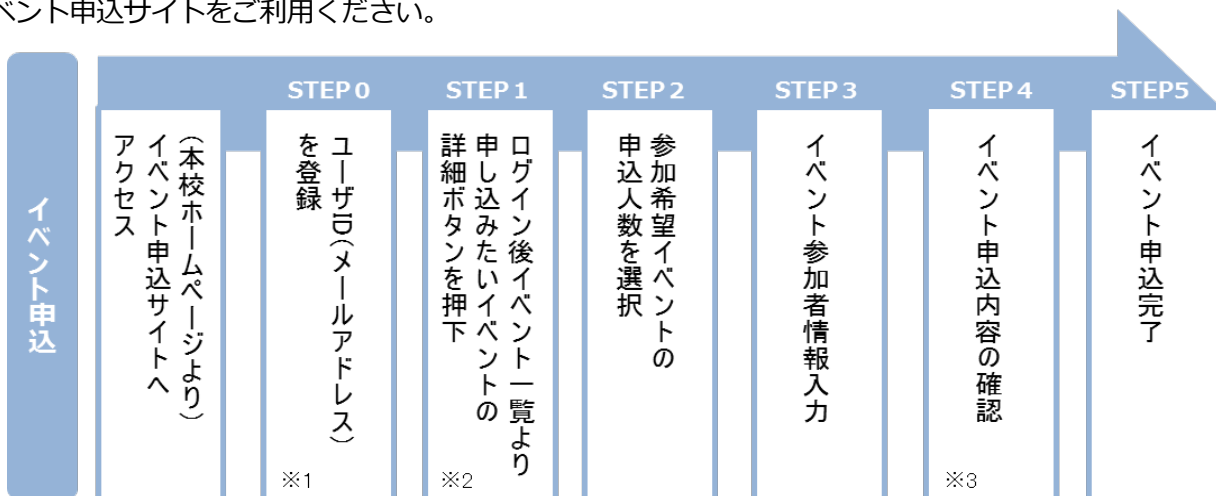 ベント申込サイトをご利用ください。
イベント申込
(本校ホームページより)
イベント申込サイトへ
アクセス
STEP0
ユーザID(メールアドレス)
を登録
※1
STEP1
ログイン後イベント一覧より
申し込みたいイベントの
詳細ボタンを押下
※2
STEP2
参加希望イベントの
申込人数を選択
STEP3
イベント参加者情報入力
STEP4
イベント申込内容の確認
※3
STEP5
イベント申込完了